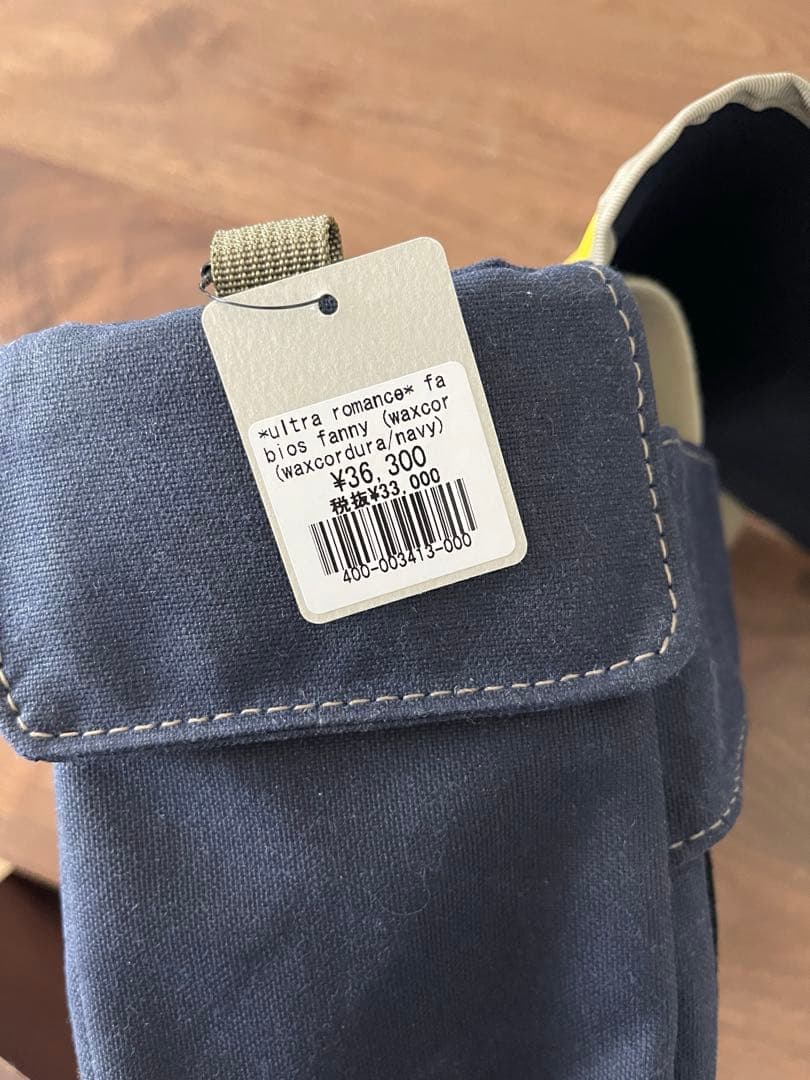 *ultra romance* fa
bios fanny (waxcor
(waxcordura/navy)
¥36,300
税抜¥33,000
400-003413-000